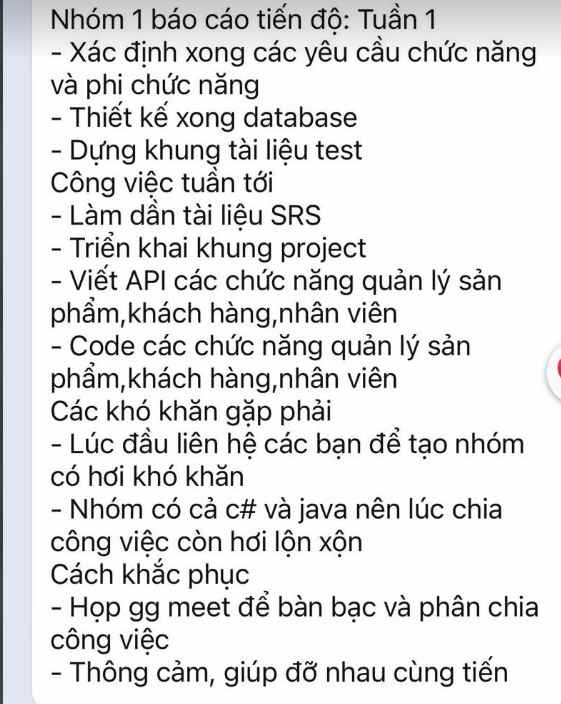 Nhóm 1 báo cáo tiến độ: Tuần 1
- Xác định xong các yêu cầu chức năng
và phi chức năng
- Thiết kế xong database
- Dựng khung tài liệu test
Công việc tuần tới
- Làm dần tài liệu SRS
- Triển khai khung project
- Viết API các chức năng quản lý sản
phẩm,khách hàng,nhân viên
- Code các chức năng quản lý sản
phẩm,khách hàng,nhân viên
Các khó khăn gặp phải
- Lúc đầu liên hệ các bạn để tạo nhóm
có hơi khó khăn
- Nhóm có cả c# và java nên lúc chia
công việc còn hơi lộn xộn
Cách khắc phục
- Họp gg meet để bàn bạc và phân chia
công việc
- Thông cảm, giúp đỡ nhau cùng tiến